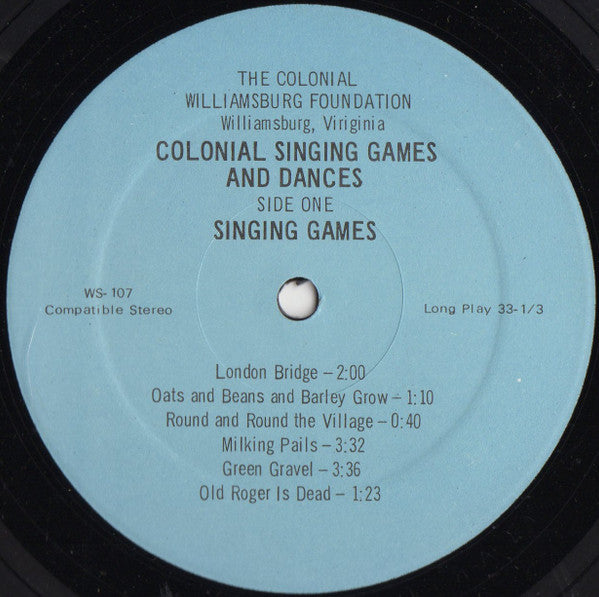 THE COLONIAL
WILLIAMSBURG FOUNDATION
Williamsburg, Viriginia
COLONIAL SINGING GAMES
AND DANCES
SIDE ONE
SINGING GAMES
WS-107
Compatible Stereo
Long Play 33-1/3
London Bridge – 2:00
Oats and Beans and Barley Grow – 1:10
Round and Round the Village – 0:40
Milking Pails – 3:32
Green Gravel – 3:36
Old Roger Is Dead – 1:23